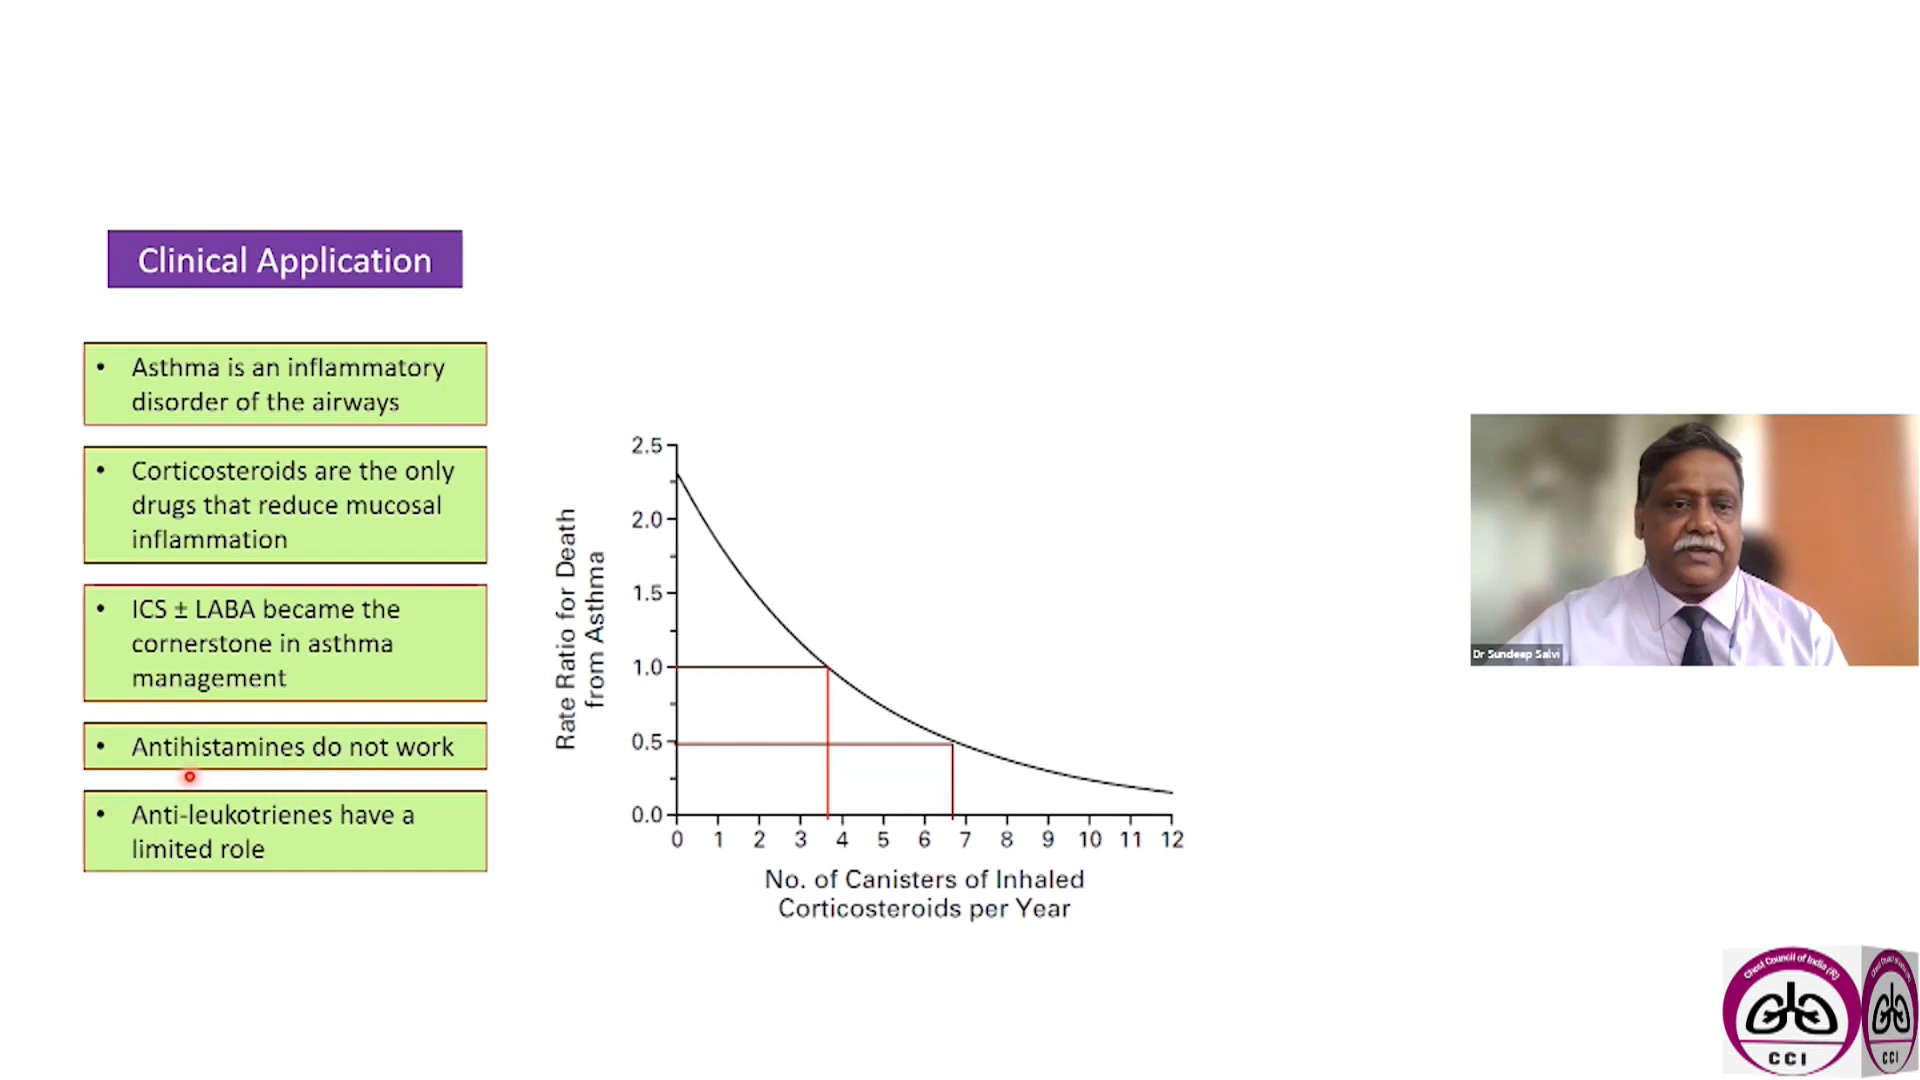 Clinical Application
• Asthma is an inflammatory
disorder of the airways
• Corticosteroids are the only
drugs that reduce mucosal
inflammation
• ICS ± LABA became the
cornerstone in asthma
management
• Antihistamines do not work
• Anti-leukotrienes have a
limited role
Rate Ratio for Death
from Asthma
2.5
2.0
1.5
1.0
0.5
0.0
0 1 2 3 4 5 6 7 8 9 10 11 12
No. of Canisters of Inhaled
Corticosteroids per Year
Dr Sundeep Salvi
Chest Council of India (R)
CCI
CCI